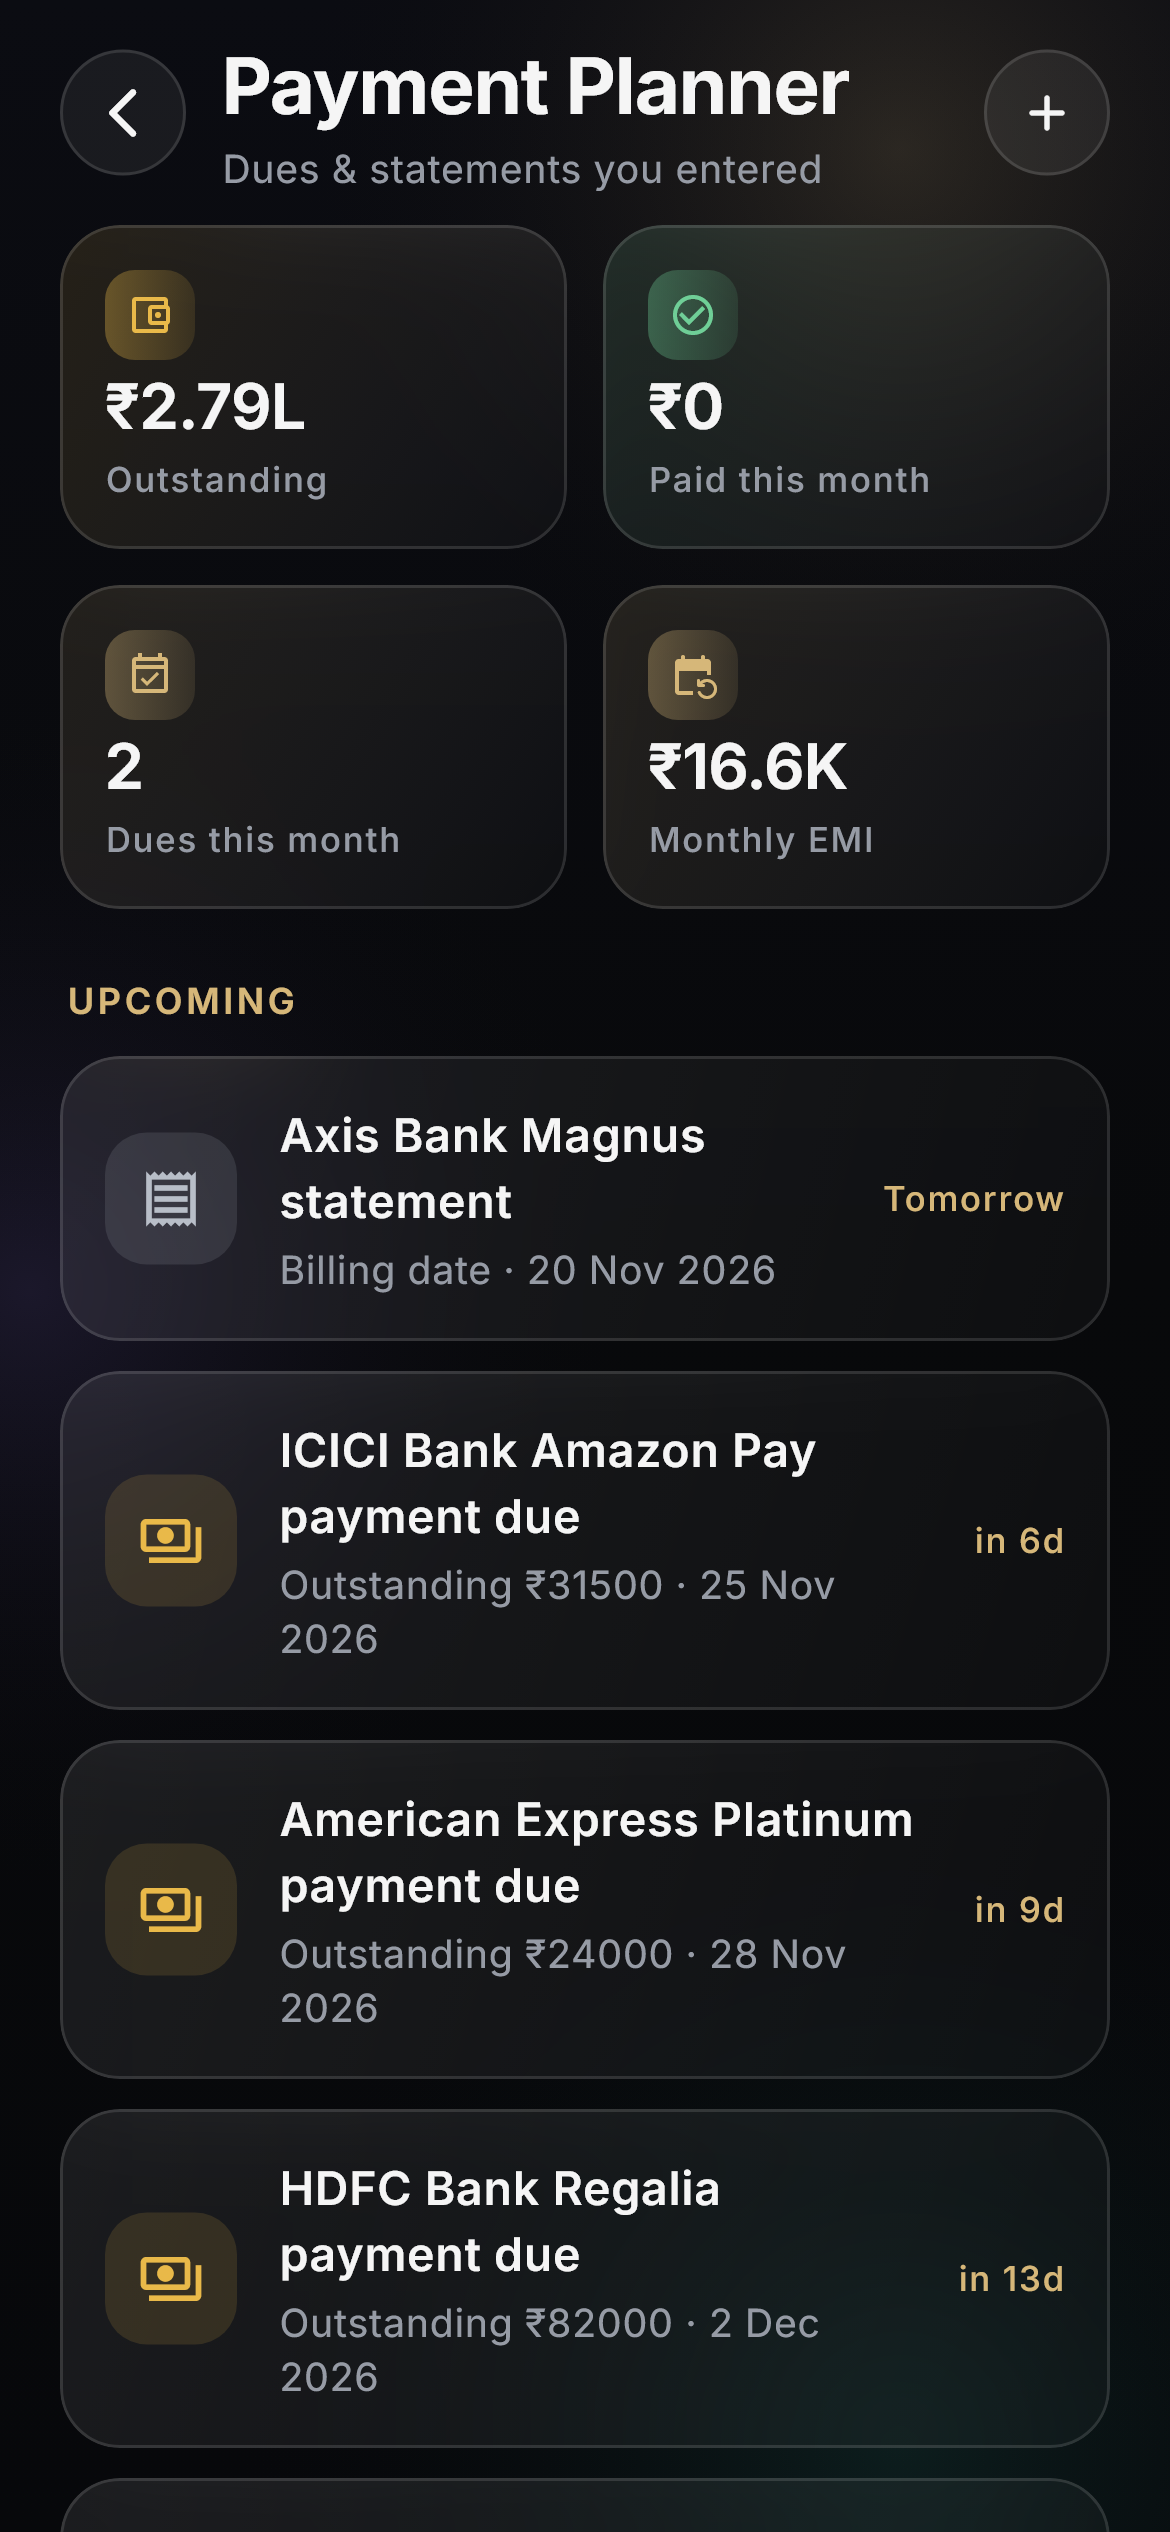 Payment Planner
Dues & statements you entered
₹2.79L
Outstanding
₹0
Paid this month
2
Dues this month
₹16.6K
Monthly EMI
UPCOMING
Axis Bank Magnus
statement
Billing date · 20 Nov 2026
Tomorrow
ICICI Bank Amazon Pay
payment due
Outstanding ₹31500 · 25 Nov
2026
in 6d
American Express Platinum
payment due
Outstanding ₹24000 · 28 Nov
2026
in 9d
HDFC Bank Regalia
payment due
Outstanding ₹82000 · 2 Dec
2026
in 13d